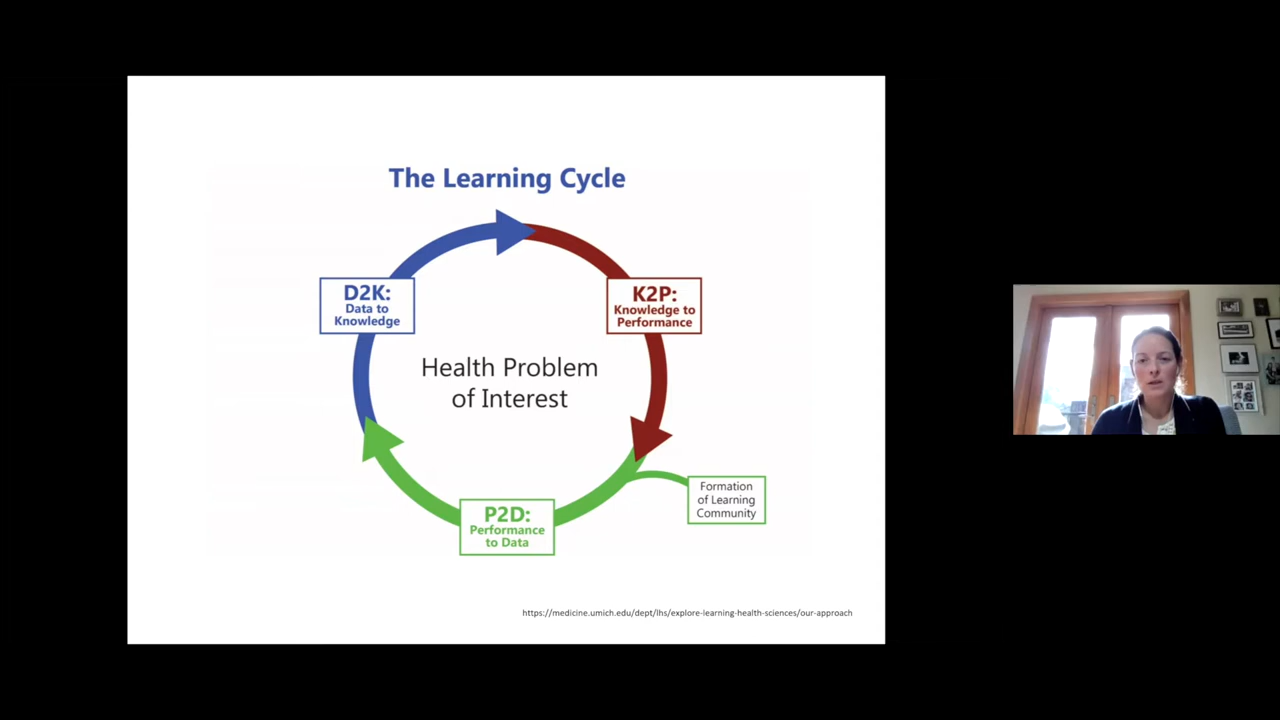 The Learning Cycle
D2K:
Data to
Knowledge
K2P:
Knowledge to
Performance
Health Problem
of Interest
P2D:
Performance
to Data
Formation
of Learning
Community
https://medicine.umich.edu/dept/lhs/explore-learning-health-sciences/our-approach